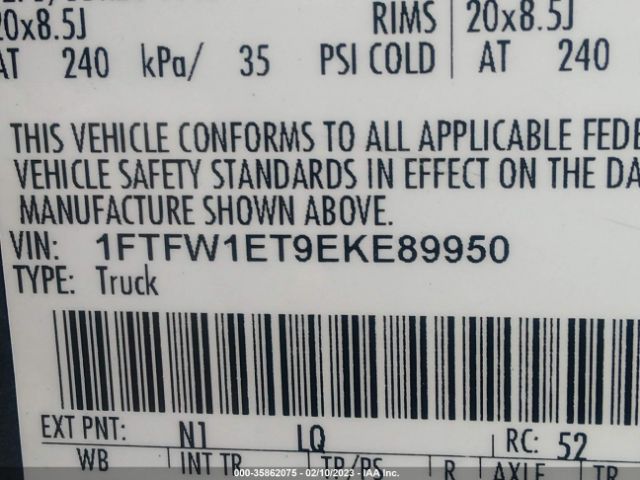 20x8.5J RIMS 20x8.5J
AT 240 kPa/ 35 PSI COLD AT 240
THIS VEHICLE CONFORMS TO ALL APPLICABLE FEDE
VEHICLE SAFETY STANDARDS IN EFFECT ON THE DA
MANUFACTURE SHOWN ABOVE.
VIN: 1FTFW1ET9EKE89950
TYPE: Truck
EXT PNT: N1 LQ RC: 52
WB INT TR TP/PS R AXLE TR
000-35862075 - 02/10/2023 - IAA Inc.